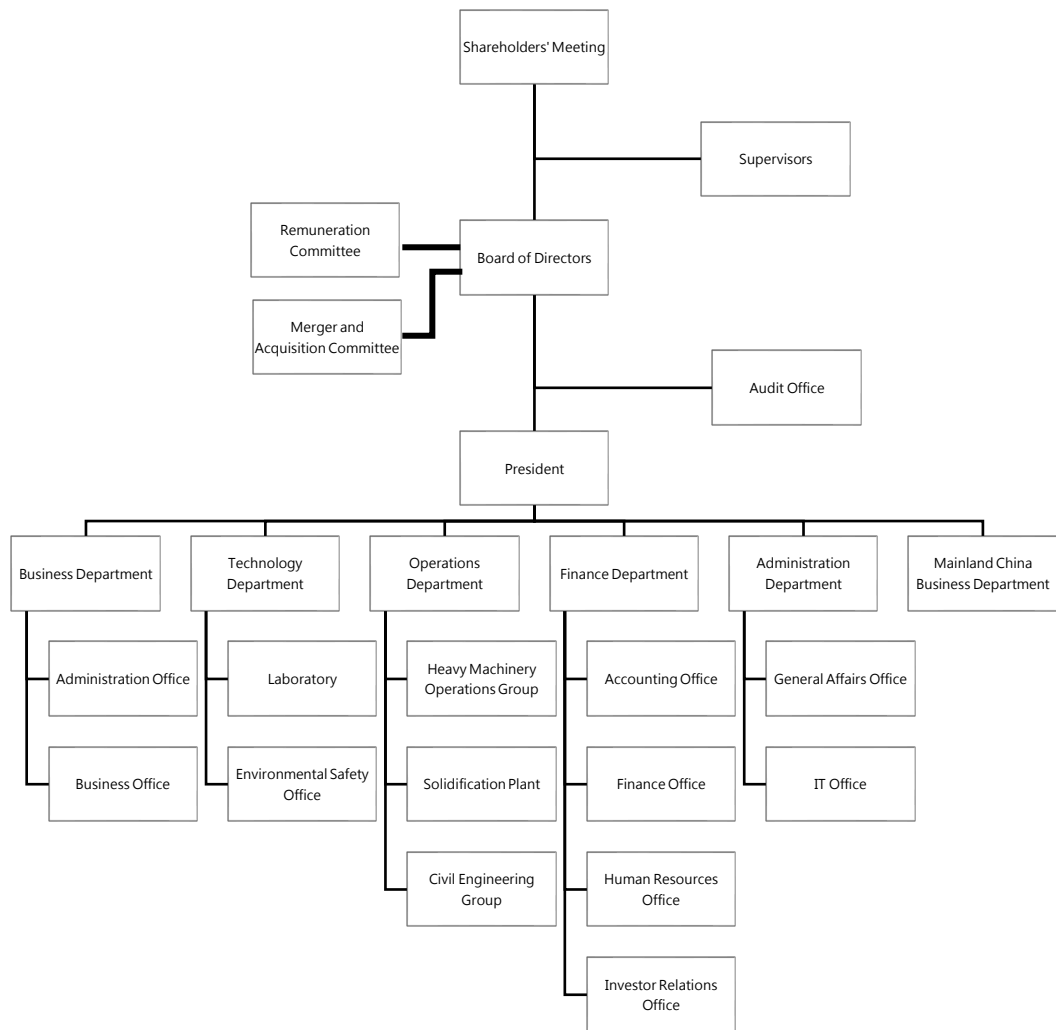 Shareholders' Meeting
Supervisors
Remuneration
Committee
Board of Directors
Merger and
Acquisition Committee
Audit Office
President
Business Department
Technology
Department
Operations
Department
Finance Department
Administration
Department
Mainland China
Business Department
Administration Office
Laboratory
Heavy Machinery
Operations Group
Accounting Office
General Affairs Office
Business Office
Environmental Safety
Office
Solidification Plant
Finance Office
IT Office
Civil Engineering
Group
Human Resources
Office
Investor Relations
Office